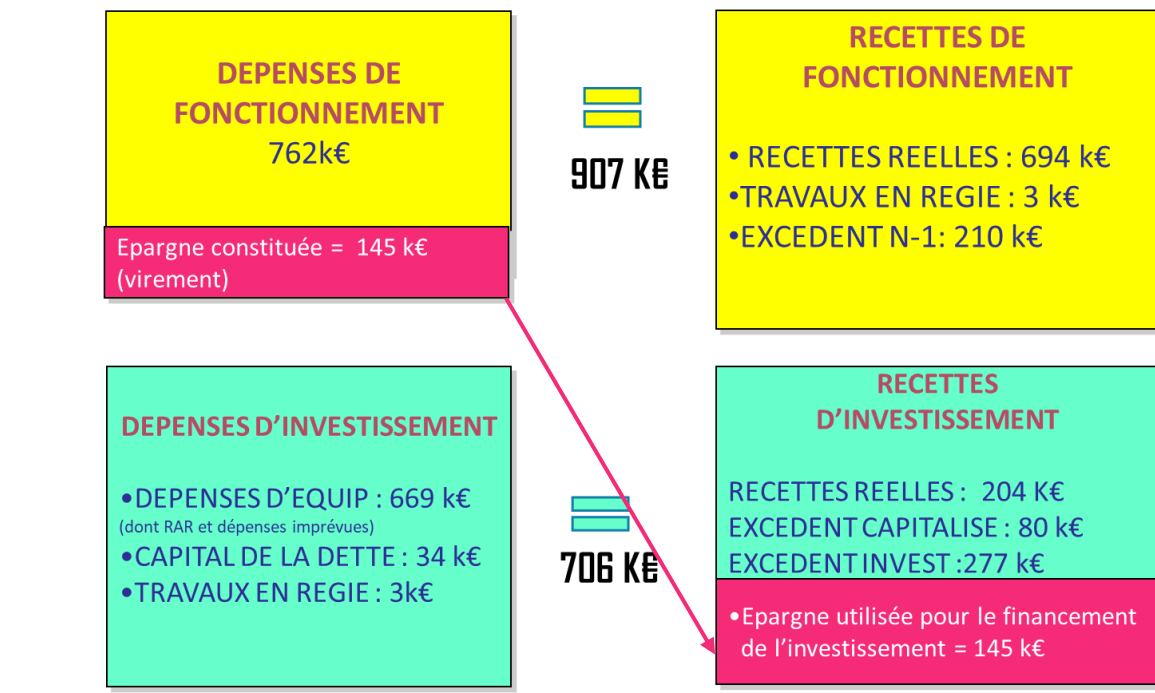 DEPENSES DE
FONCTIONNEMENT
762k€
Epargne constituée = 145 k€
(virement)
907 K€
RECETTES DE
FONCTIONNEMENT
• RECETTES REELLES : 694 k€
•TRAVAUX EN REGIE : 3 k€
•EXCEDENT N-1: 210 k€
DEPENSES D’INVESTISSEMENT
•DEPENSES D’EQUIP : 669 k€
(dont RAR et dépenses imprévues)
•CAPITAL DE LA DETTE : 34 k€
•TRAVAUX EN REGIE : 3k€
706 K€
RECETTES
D’INVESTISSEMENT
RECETTES REELLES : 204 K€
EXCEDENT CAPITALISE : 80 k€
EXCEDENT INVEST :277 k€
•Epargne utilisée pour le financement
de l’investissement = 145 k€